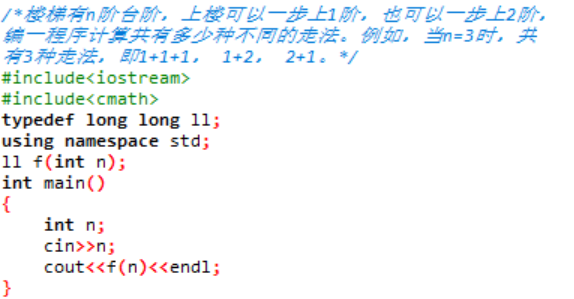 /*楼梯有n阶台阶，上楼可以一步上1阶，也可以一步上2阶，
编一程序计算共有多少种不同的走法。例如，当n=3时，共
有3种走法，即1+1+1， 1+2， 2+1。*/
#include<iostream>
#include<cmath>
typedef long long ll;
using namespace std;
ll f(int n);
int main()
{
    int n;
    cin>>n;
    cout<<f(n)<<endl;
}